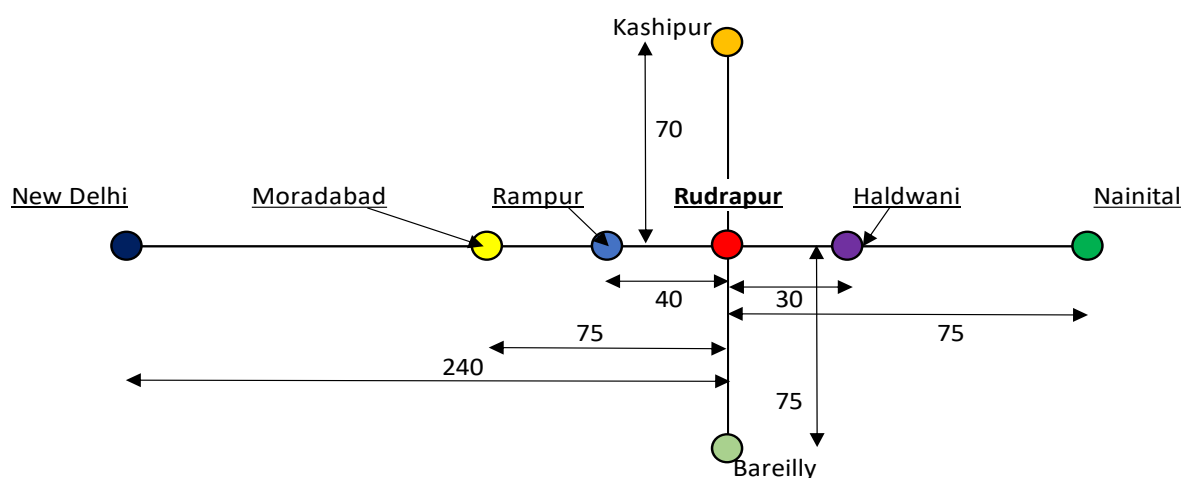 Kashipur
70
New Delhi
Moradabad
Rampur
Rudrapur
Haldwani
Nainital
40
30
75
75
240
75
Bareilly